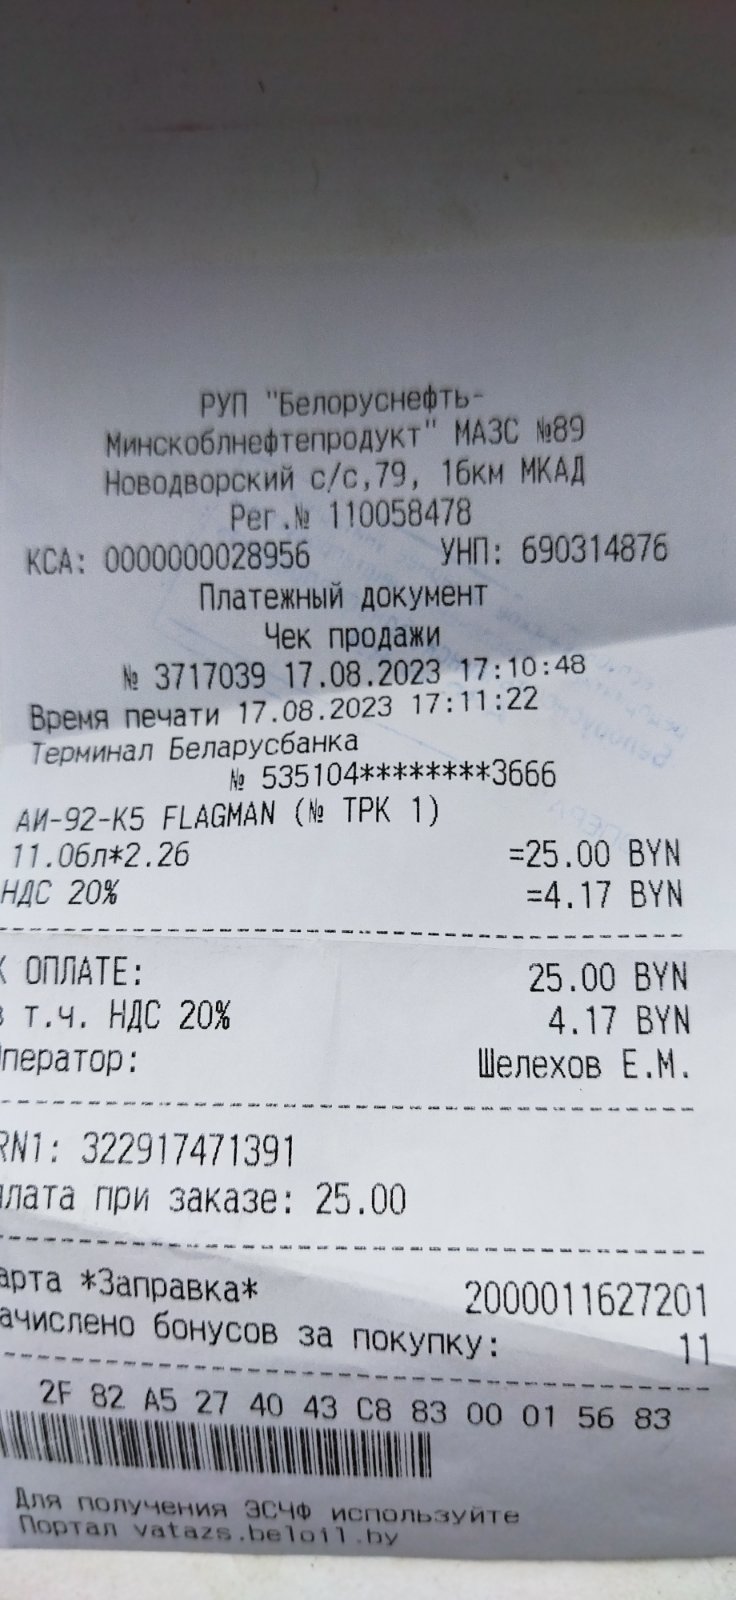 РУП "Белоруснефть-
Минскоблнефтепродукт" МАЗС №89
Новодворский с/с,79, 16км МКАД
Рег.№ 110058478
КСА: 0000000028956 УНП: 690314876
Платежный документ
Чек продажи
№ 3717039 17.08.2023 17:10:48
Время печати 17.08.2023 17:11:22
Терминал Беларусбанка
№ 535104********3666
АИ-92-К5 FLAGMAN (№ ТРК 1)
11.06л*2.26 =25.00 BYN
НДС 20% =4.17 BYN
К ОПЛАТЕ: 25.00 BYN
в т.ч. НДС 20% 4.17 BYN
Оператор: Шелехов Е.М.
RN1: 322917471391
лата при заказе: 25.00
арта *Заправка* 2000011627201
ачислено бонусов за покупку: 11
2F 82 A5 27 40 43 C8 83 00 01 56 83
Для получения ЭСЧФ используйте
Портал vatazs.beloil.by